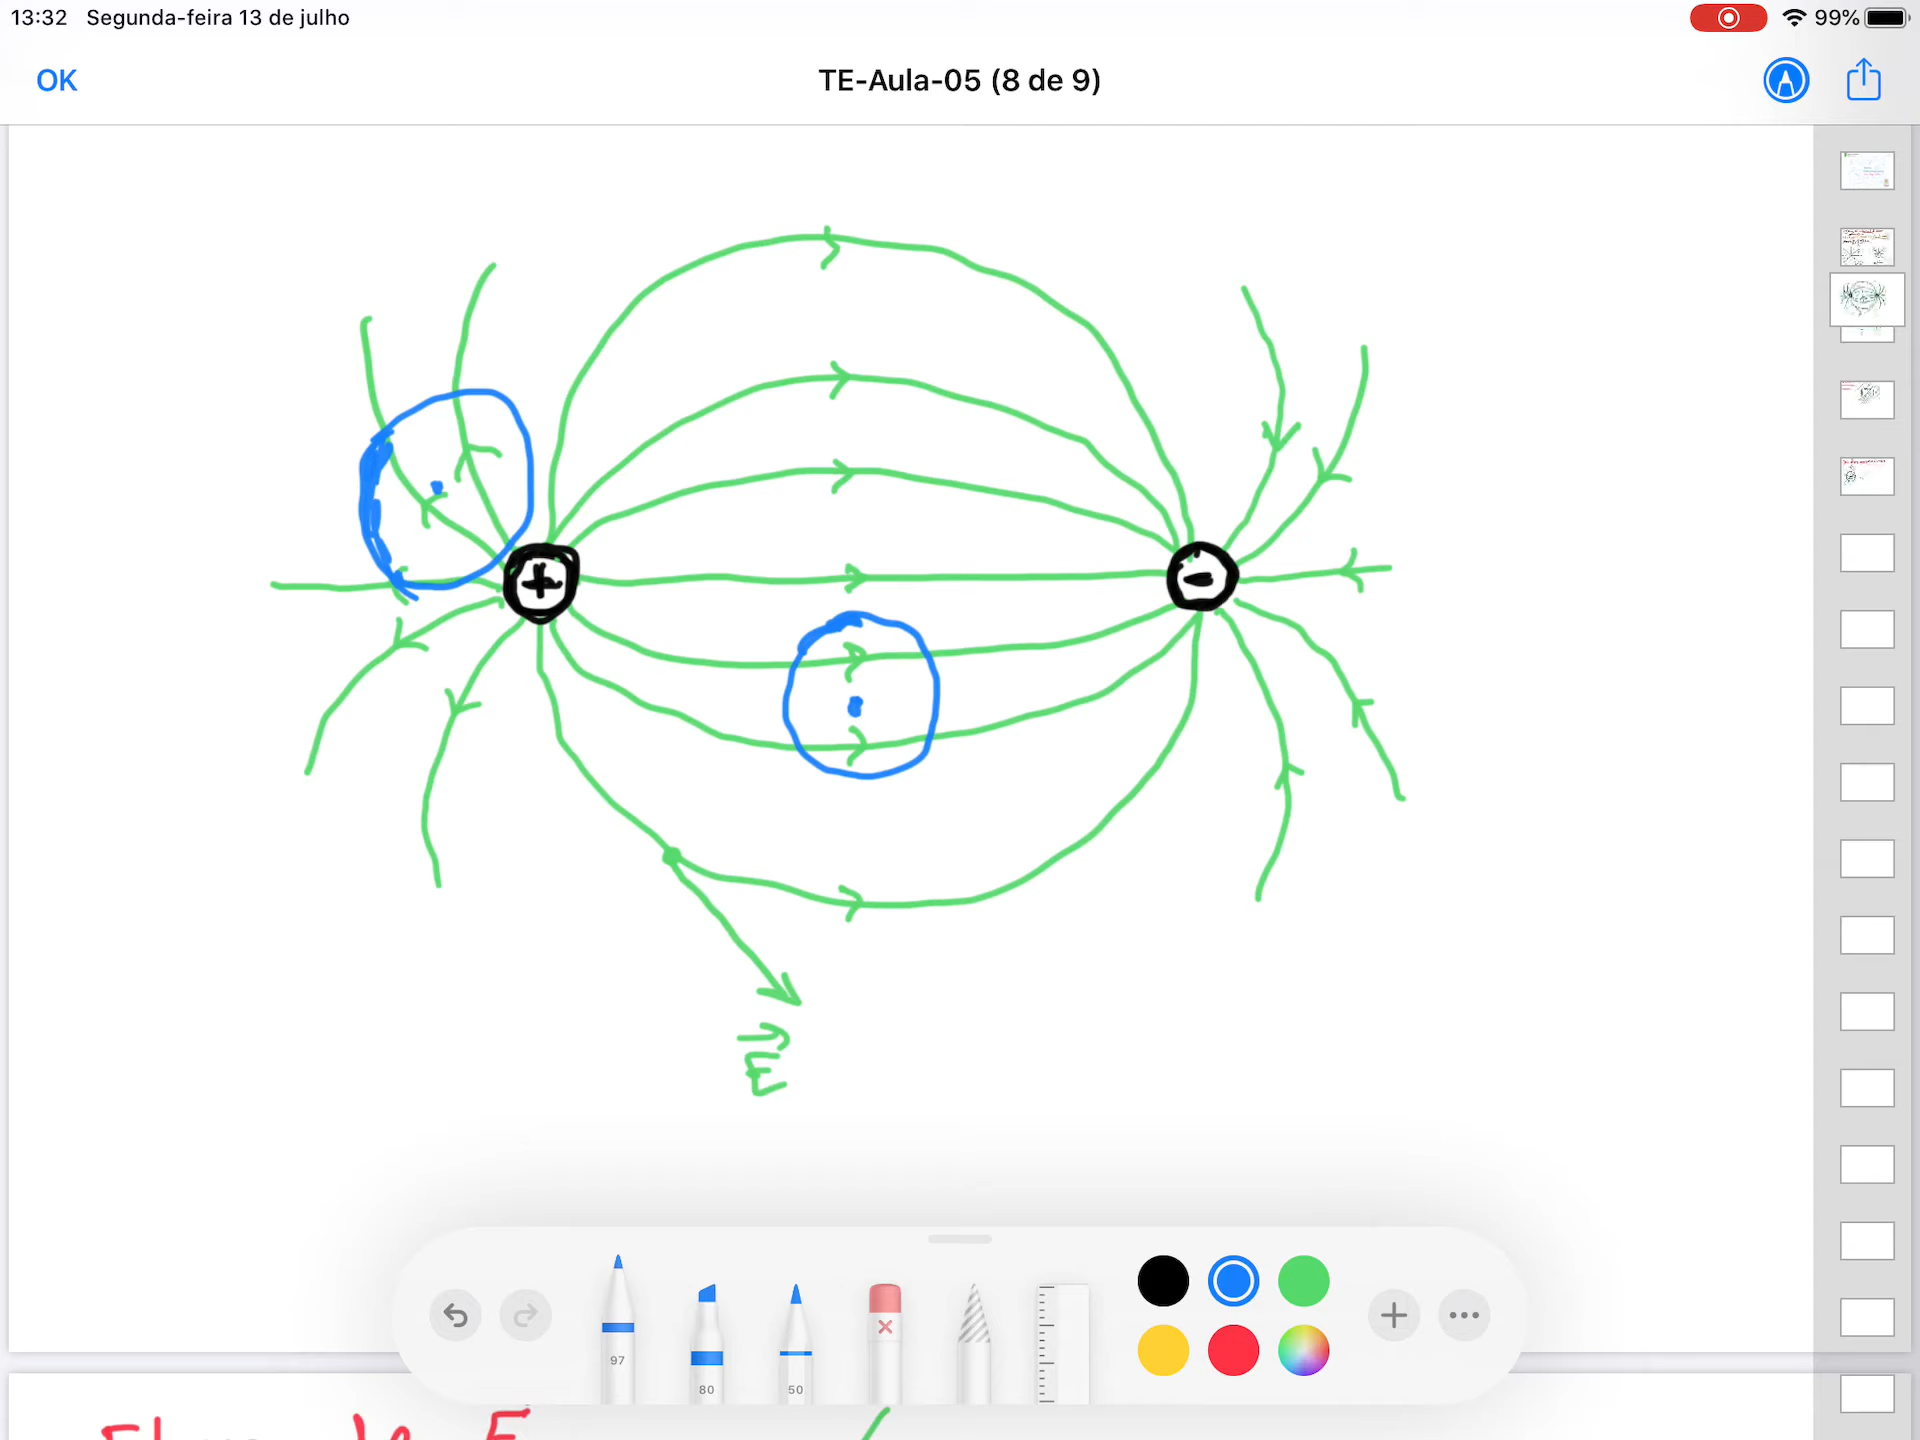 13:32 Segunda-feira 13 de julho 99%
OK TE-Aula-05 (8 de 9)
+ -
E
97 80 50